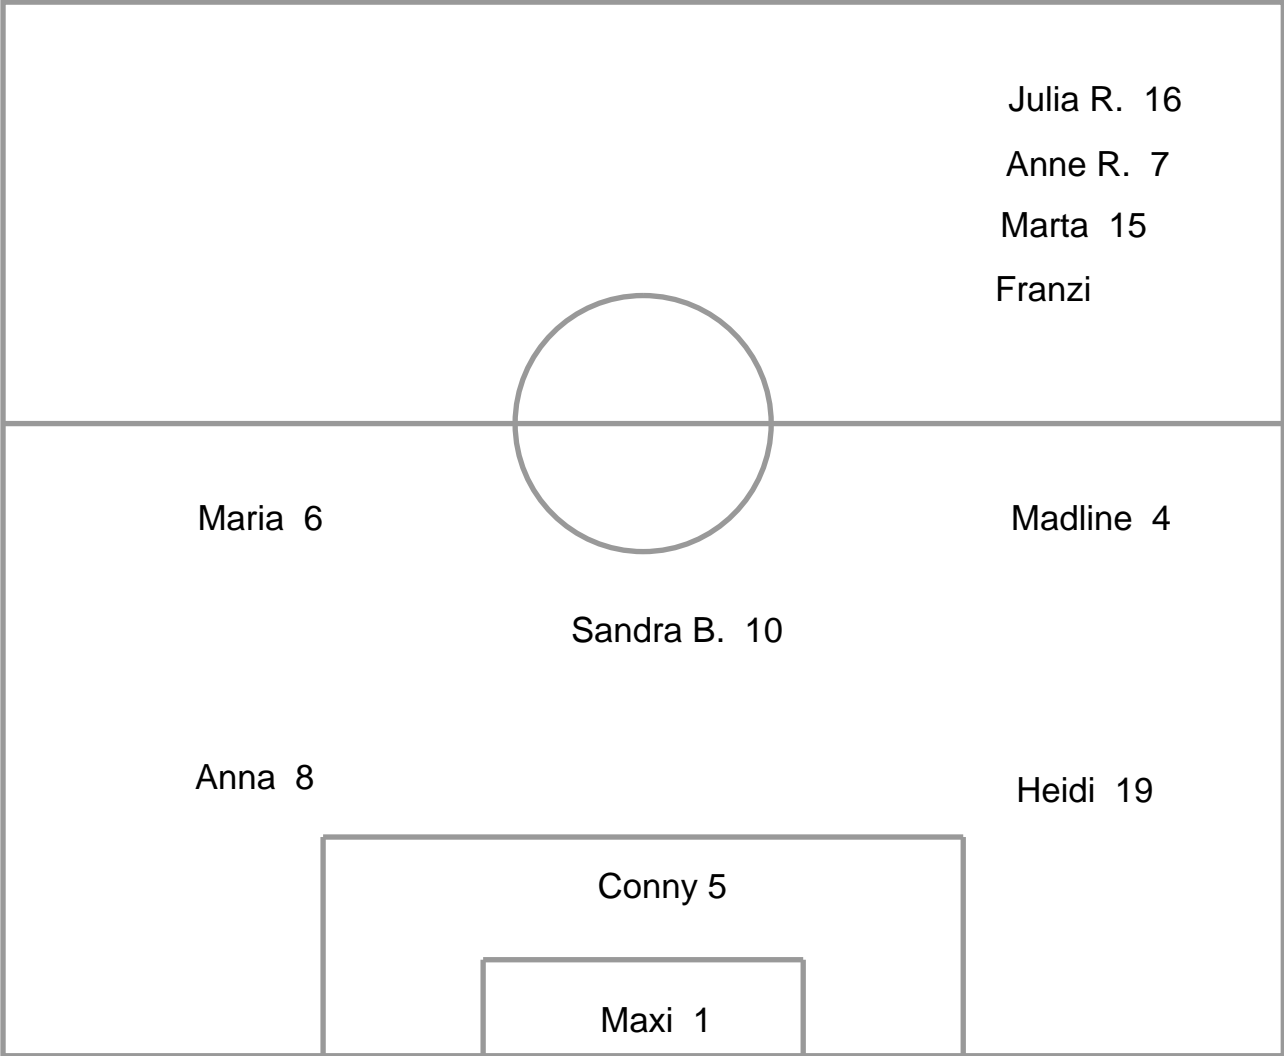 Julia R.  16
Anne R.  7
Marta  15
Franzi
Maria  6
Madline  4
Sandra B.  10
Anna  8
Heidi  19
Conny 5
Maxi  1